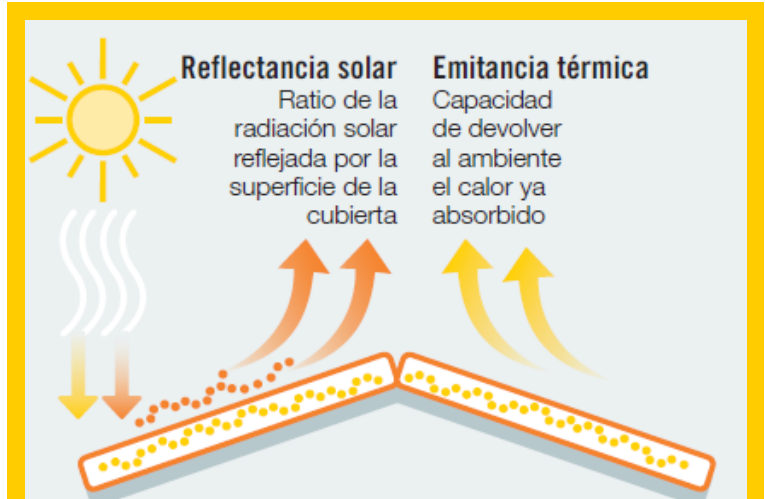 Reflectancia solar
Ratio de la
radiación solar
reflejada por la
superficie de la
cubierta
Emitancia térmica
Capacidad
de devolver
al ambiente
el calor ya
absorbido